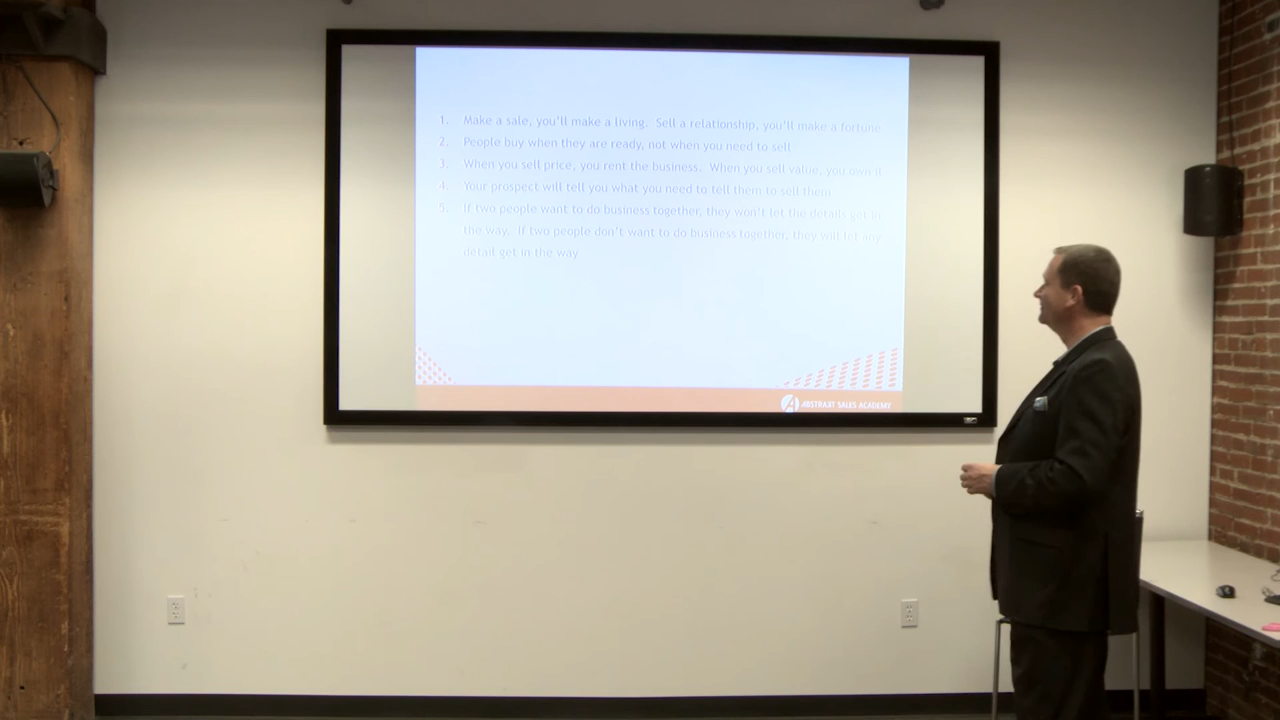 1. Make a sale, you'll make a living. Sell a relationship, you'll make a fortune
2. People buy when they are ready, not when you need to sell
3. When you sell price, you rent the business. When you sell value, you own it
4. Your prospect will tell you what you need to tell them to sell them
5. If two people want to do business together, they won't let the details get in
the way. If two people don't want to do business together, they will let any
detail get in the way
ABSTRAKT SALES ACADEMY